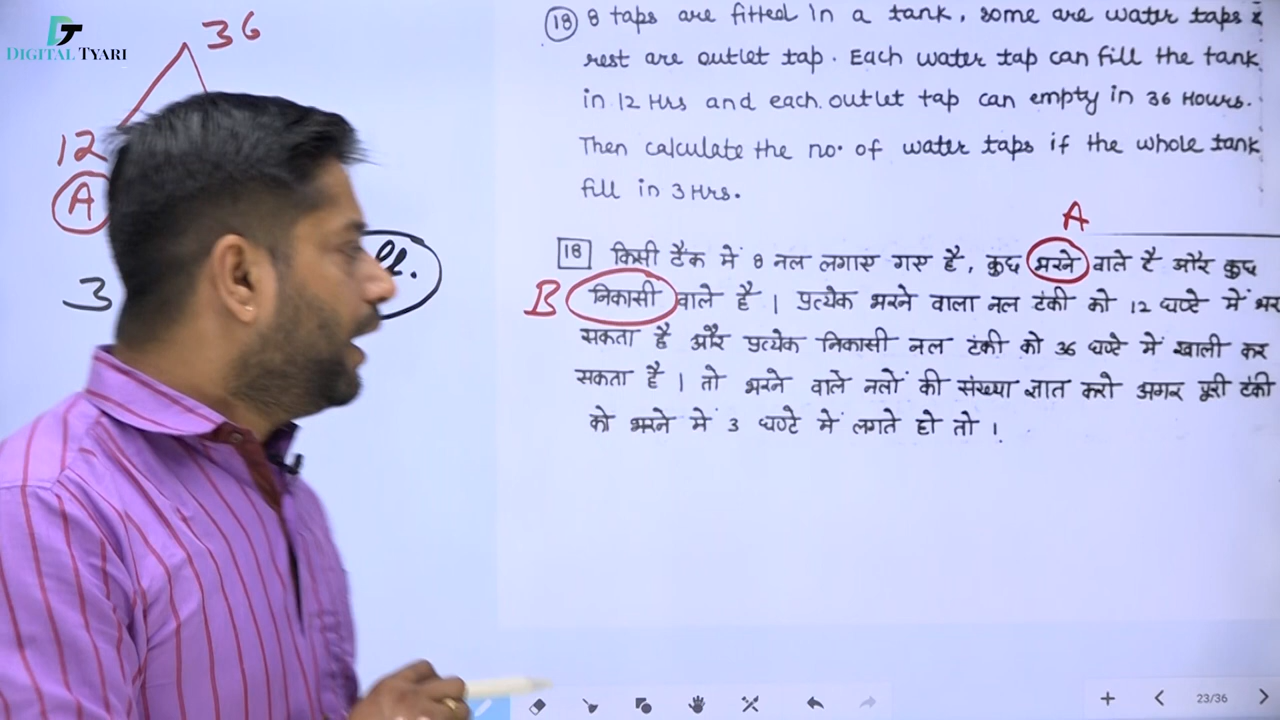 DT
DIGITAL TYARI
36
12
A
3
ll.
(18) 8 taps are fitted in a tank, some are water taps &
rest are outlet tap. Each water tap can fill the tank
in 12 Hrs and each outlet tap can empty in 36 Hours.
Then calculate the no. of water taps if the whole tank
fill in 3 Hrs.
A
18 किसी टैंक में 8 नल लगाए गए है, कुछ भरने वाले है और कुछ
B निकासी वाले है । प्रत्येक भरने वाला नल टंकी को 12 घण्टे में भर
सकता है और प्रत्येक निकासी नल टंकी को 36 घण्टे में खाली कर
सकता है । तो भरने वाले नलों की संख्या ज्ञात करो अगर पूरी टंकी
को भरने में 3 घण्टे में लगते हो तो ।
23/36